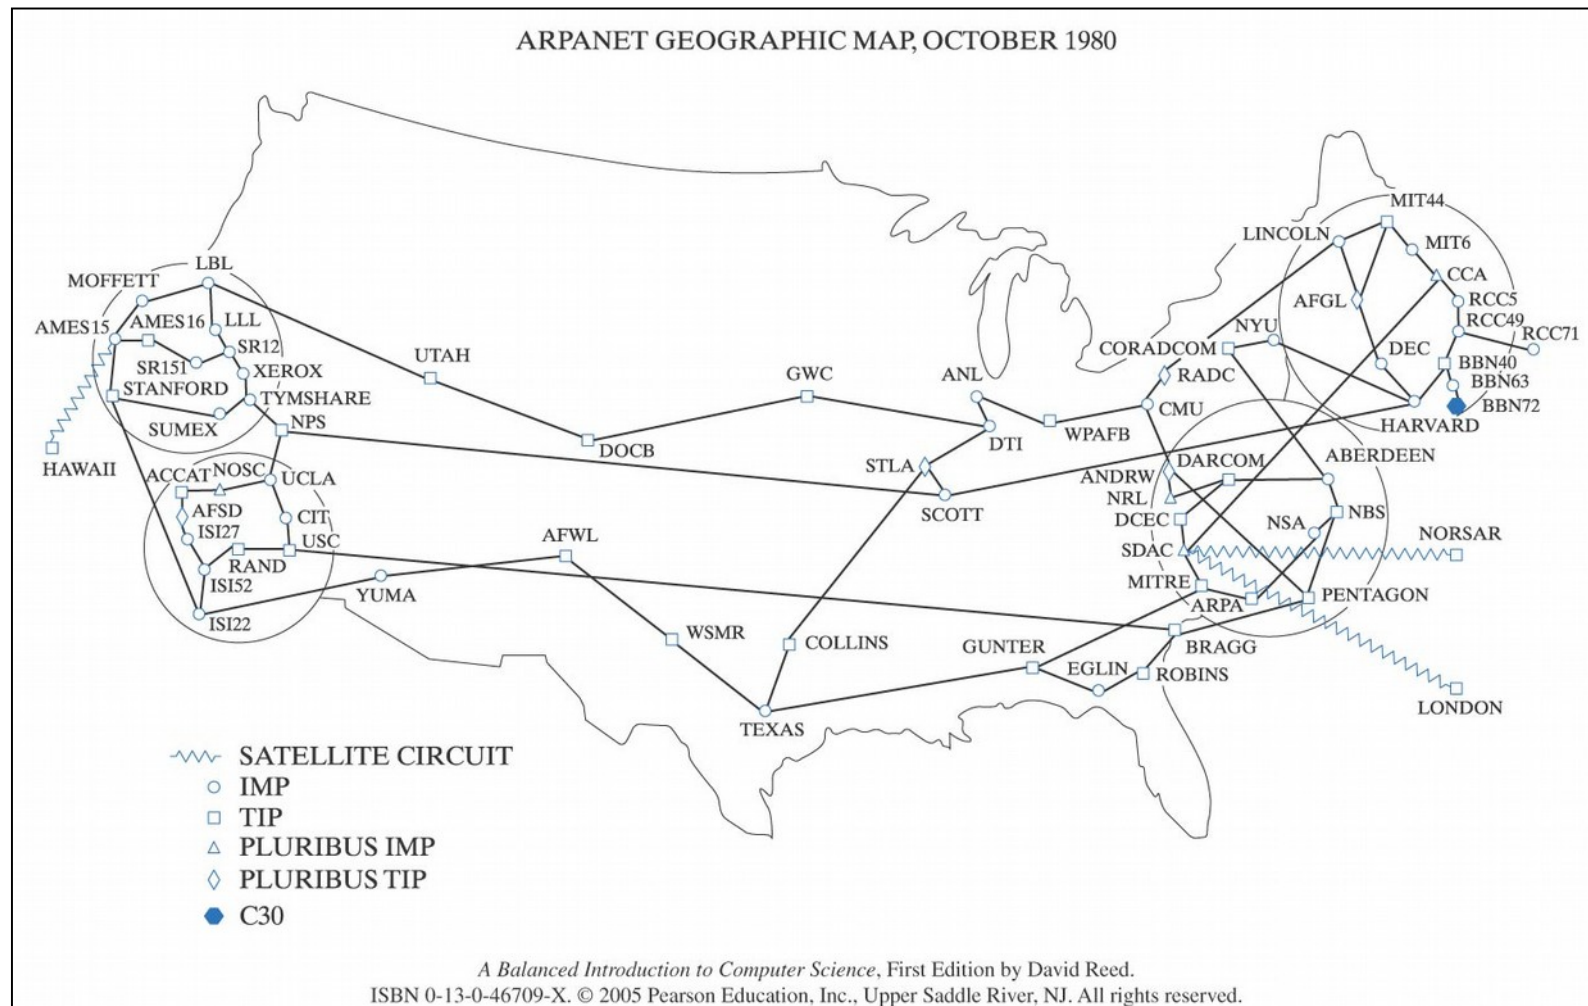 ARPANET GEOGRAPHIC MAP, OCTOBER 1980
MIT44
LINCOLN
MIT6
LBL
MOFFETT
CCA
AFGL
RCC5
AMES15
AMES16
LLL
NYU
RCC49
RCC71
SR12
UTAH
CORADCOM
DEC
SR151
XEROX
GWC
ANL
RADC
BBN40
STANFORD
BBN63
TYMSHARE
BBN72
CMU
SUMEX
NPS
HARVARD
WPAFB
DTI
DOCB
HAWAII
STLA
DARCOM
ABERDEEN
ACCAT
NOSC
UCLA
ANDRW
NRL
AFSD
SCOTT
DCEC
NSA
NBS
ISI27
CIT
AFWL
USC
NORSAR
SDAC
RAND
ISI52
MITRE
YUMA
ARPA
PENTAGON
ISI22
WSMR
COLLINS
GUNTER
BRAGG
EGLIN
ROBINS
LONDON
TEXAS
SATELLITE CIRCUIT
IMP
TIP
PLURIBUS IMP
PLURIBUS TIP
C30
A Balanced Introduction to Computer Science, First Edition by David Reed.
ISBN 0-13-0-46709-X. © 2005 Pearson Education, Inc., Upper Saddle River, NJ. All rights reserved.